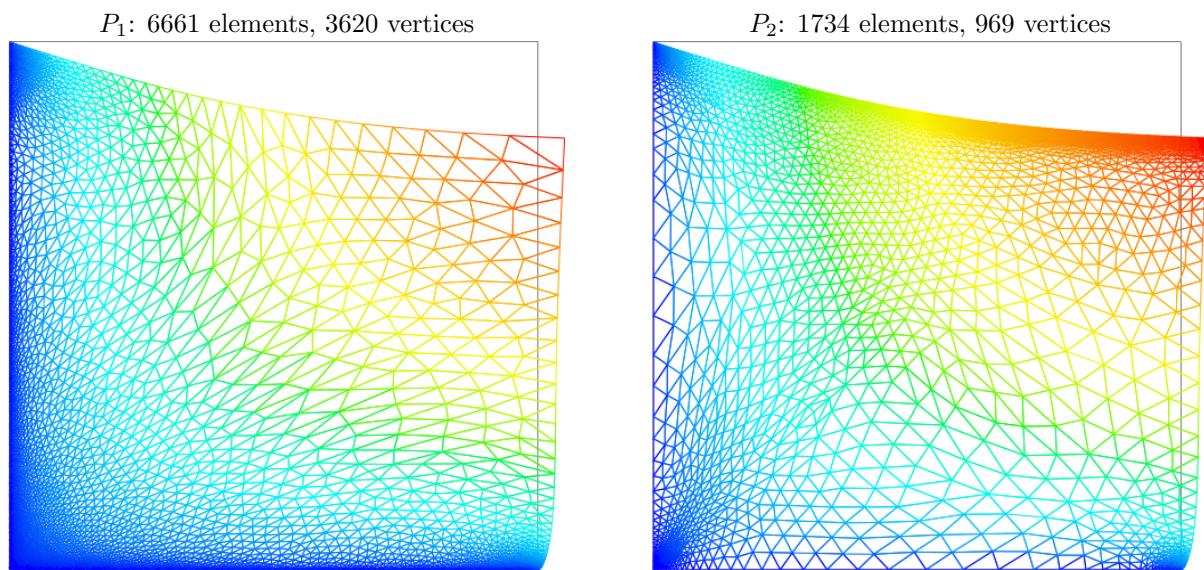 P₁: 6661 elements, 3620 vertices
P₂: 1734 elements, 969 vertices